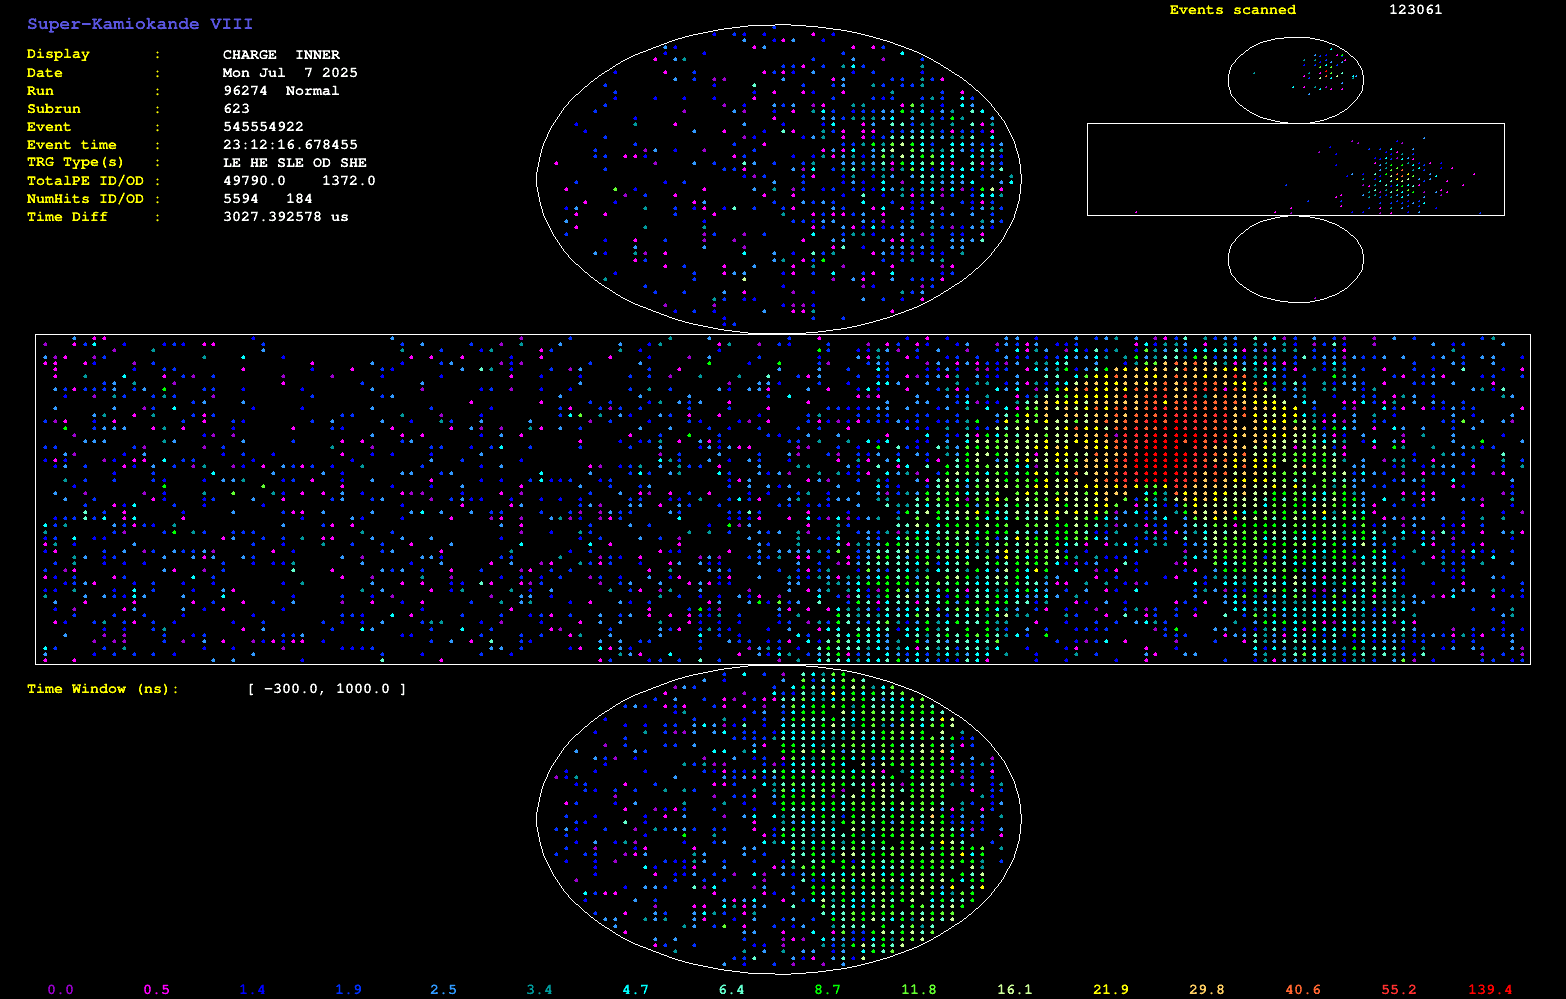 Super-Kamiokande VIII
Display : CHARGE INNER
Date : Mon Jul 7 2025
Run : 96274 Normal
Subrun : 623
Event : 545554922
Event time : 23:12:16.678455
TRG Type(s) : LE HE SLE OD SHE
TotalPE ID/OD : 49790.0 1372.0
NumHits ID/OD : 5594 184
Time Diff : 3027.392578 us
Events scanned 123061
Time Window (ns): [ -300.0, 1000.0 ]
0.0 0.5 1.4 1.9 2.5 3.4 4.7 6.4 8.7 11.8 16.1 21.9 29.8 40.6 55.2 139.4